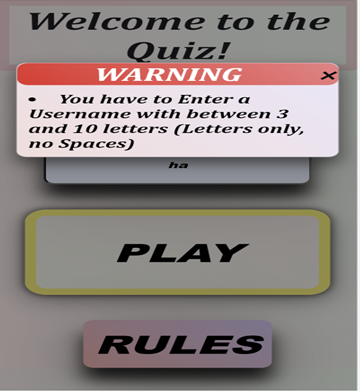 Welcome to the
Quiz!
WARNING ×
• You have to Enter a
Username with between 3
and 10 letters (Letters only,
no Spaces)
ha
PLAY
RULES